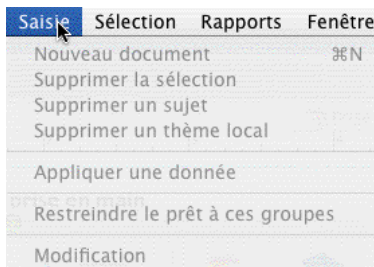 Saisie Sélection Rapports Fenêtre
Nouveau document ⌘N
Supprimer la sélection
Supprimer un sujet
Supprimer un thème local
Appliquer une donnée
Restreindre le prêt à ces groupes
Modification